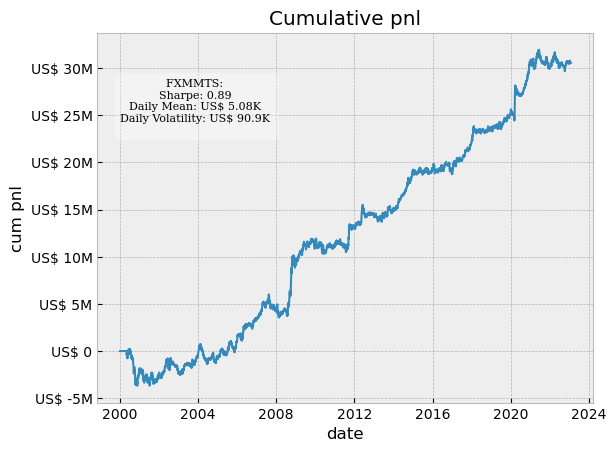 Cumulative pnl
US$ 30M
US$ 25M
US$ 20M
US$ 15M
US$ 10M
US$ 5M
US$ 0
US$ -5M
cum pnl
FXMMTS:
Sharpe: 0.89
Daily Mean: US$ 5.08K
Daily Volatility: US$ 90.9K
2000 2004 2008 2012 2016 2020 2024
date